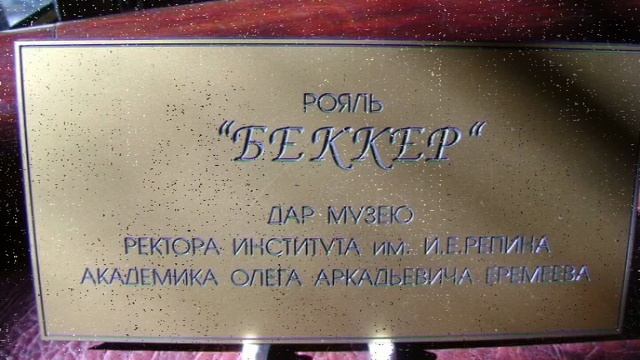 РОЯЛЬ
"БЕККЕР"
ДАР МУЗЕЮ
РЕКТОРА ИНСТИТУТА им. И.Е.РЕПИНА
АКАДЕМИКА ОЛЕГА АРКАДЬЕВИЧА ЕРЕМЕЕВА